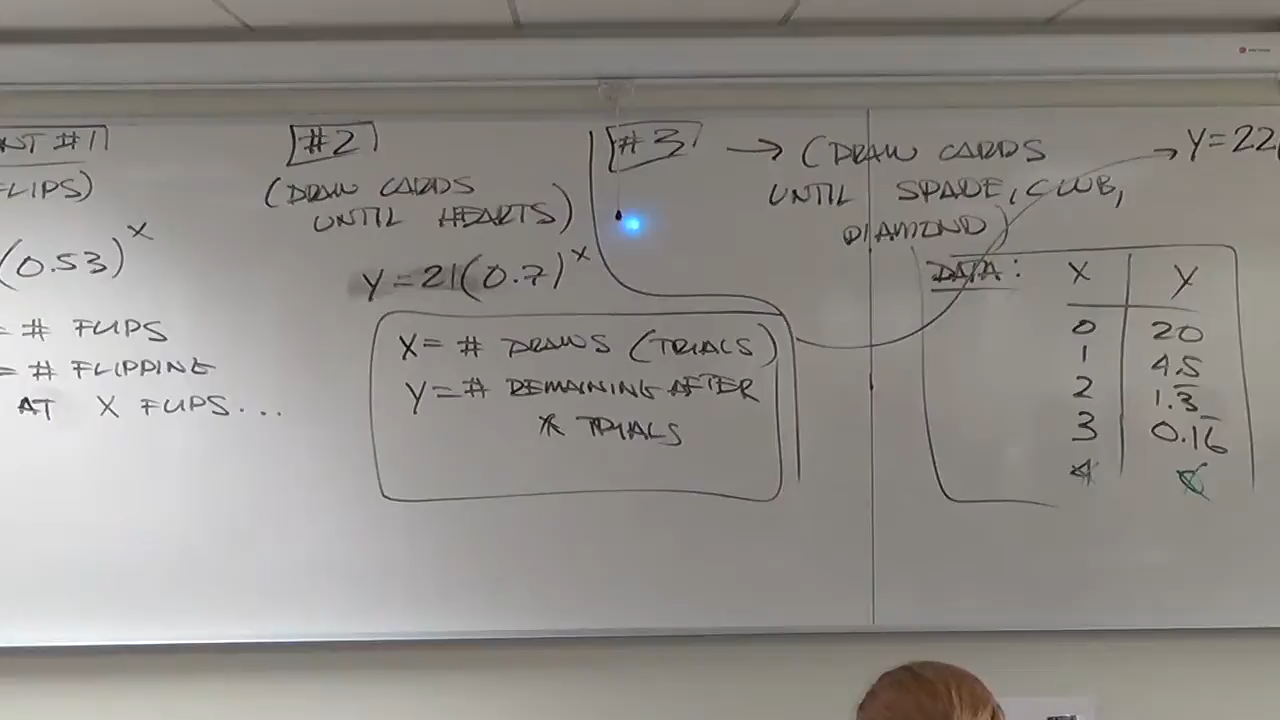 NT #1
FLIPS)
(0.53)^x
= # FLIPS
= # FLIPPING
AT X FLIPS...
#2
(DRAW CARDS
UNTIL HEARTS)
Y=21(0.7)^x
X= # DRAWS (TRIALS)
Y= # REMAINING AFTER
X TRIALS
#3 → (DRAW CARDS
UNTIL SPADE, CLUB,
DIAMOND)
→ Y=22
DATA: X Y
0 20
1 4.5
2 1.3
3 0.16
4